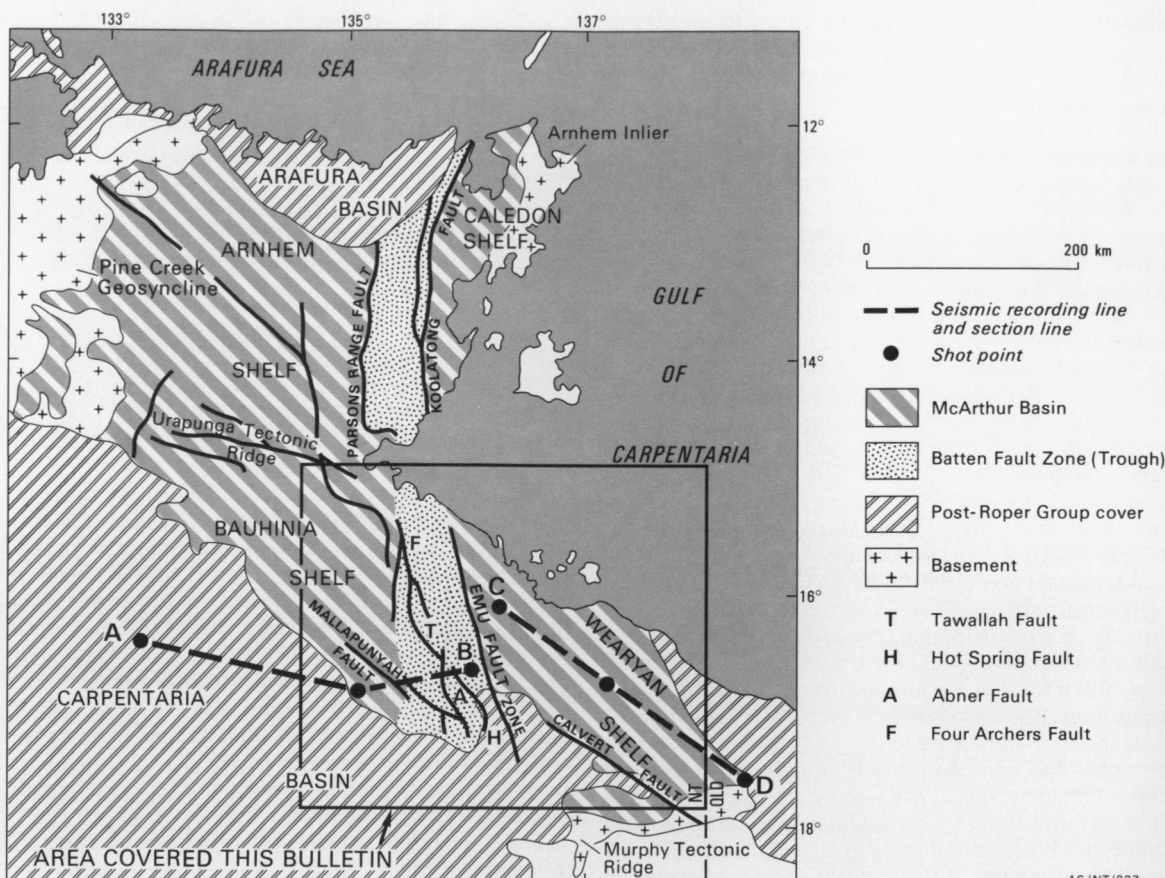 133°
135°
137°
ARAFURA SEA
12°
Arnhem Inlier
ARAFURA
BASIN
CALEDON
SHELF
FAULT
ARNHEM
Pine Creek
Geosyncline
PARSONS RANGE FAULT
KOOLATONG
GULF
OF
CARPENTARIA
14°
SHELF
Urapunga Tectonic
Ridge
BAUHINIA
SHELF
F
MALLAPUNYAH
FAULT
T
EMU FAULT ZONE
C
16°
WEARYAN
SHELF
A
B
A
H
CALVERT
FAULT
D
NT
QLD
CARPENTARIA
BASIN
18°
AREA COVERED THIS BULLETIN
Murphy Tectonic
Ridge
0
200 km
Seismic recording line
and section line
Shot point
McArthur Basin
Batten Fault Zone (Trough)
Post-Roper Group cover
Basement
T Tawallah Fault
H Hot Spring Fault
A Abner Fault
F Four Archers Fault